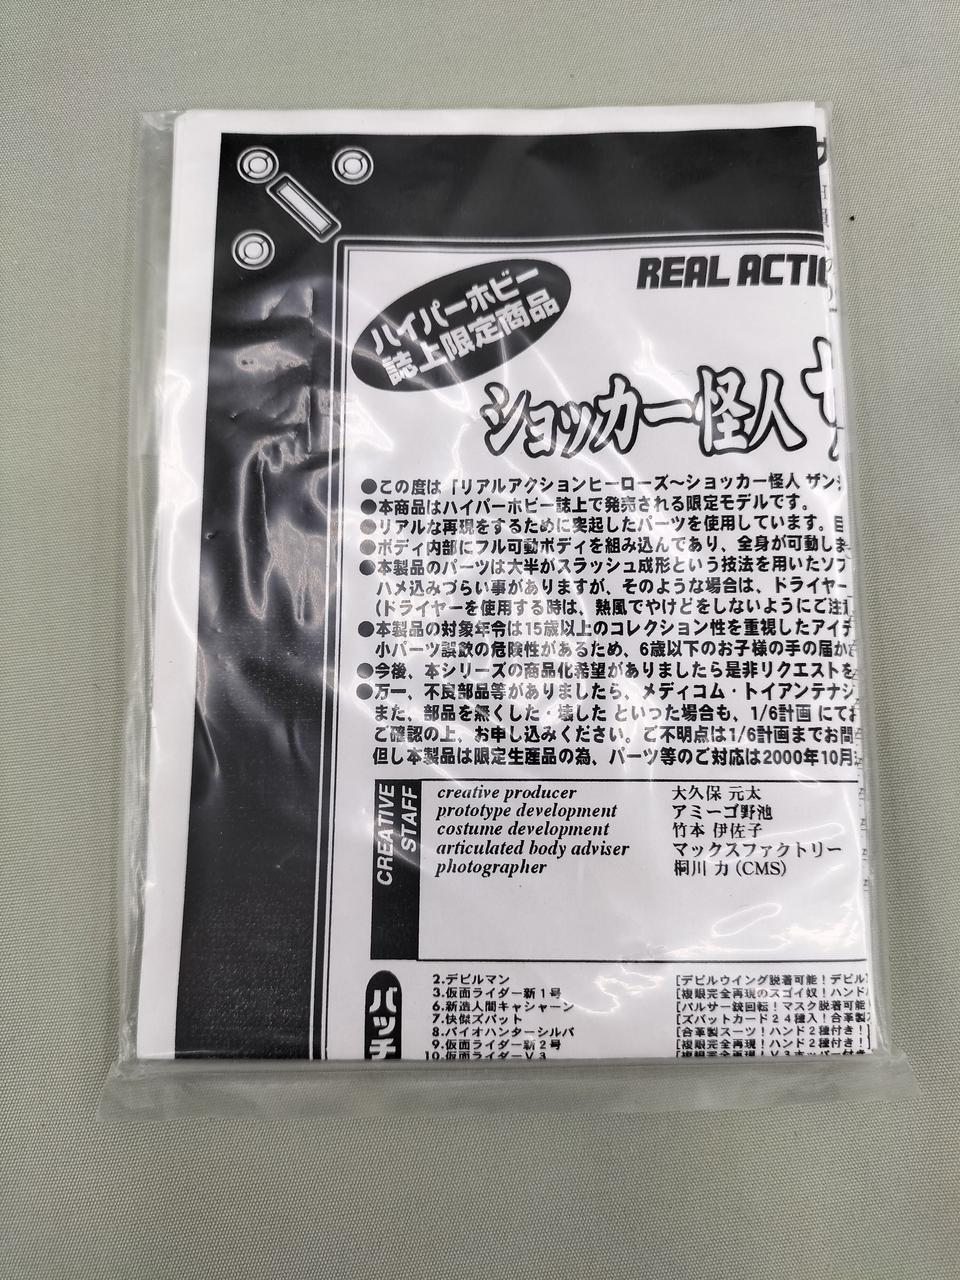 REAL ACTIO
ハイパーホビー
誌上限定商品
ショッカー怪人 ザ
●この度は「リアルアクションヒーローズ〜ショッカー怪人 ザンジ
●本商品はハイパーホビー誌上で発売される限定モデルです。
●リアルな再現をするために突起したパーツを使用しています。目
●ボディ内部にフル可動ボディを組み込んであり、全身が可動しま
●本製品のパーツは大半がスラッシュ成形という技法を用いたソフ
ハメ込みづらい事がありますが、そのような場合は、ドライヤー
(ドライヤーを使用する時は、熱風でやけどをしないようにご注意
●本製品の対象年令は15歳以上のコレクション性を重視したアイテ
小パーツ誤飲の危険性があるため、6歳以下のお子様の手の届か
●今後、本シリーズの商品化希望がありましたら是非リクエストを
●万一、不良部品等がありましたら、メディコム・トイアンテナシ
また、部品を無くした・壊した といった場合も、1/6計画 にてお
ご確認の上、お申し込みください。ご不明点は1/6計画までお問
但し本製品は限定生産品の為、パーツ等のご対応は2000年10月
CREATIVE STAFF
creative producer 大久保 元太
prototype development アミーゴ野池
costume development 竹本 伊佐子
articulated body adviser マックスファクトリー
photographer 桐川 力 (CMS)
バッチ
2.デビルマン [デビルウイング脱着可能！デビル
3.仮面ライダー新1号 [複眼完全再現のスゴイ奴！ハンド
6.新造人間キャシャーン [パルサー銃回転！マスク脱着可能
7.快傑ズバット [ズバットカード24種入！合革製
8.バイオハンターシルバ [合革製スーツ！ハンド2種付き！]
9.仮面ライダー新2号 [複眼完全再現！ハンド2種付き！]
10.仮面ライダーV3 [複眼完全再現！V3ホッパー付き